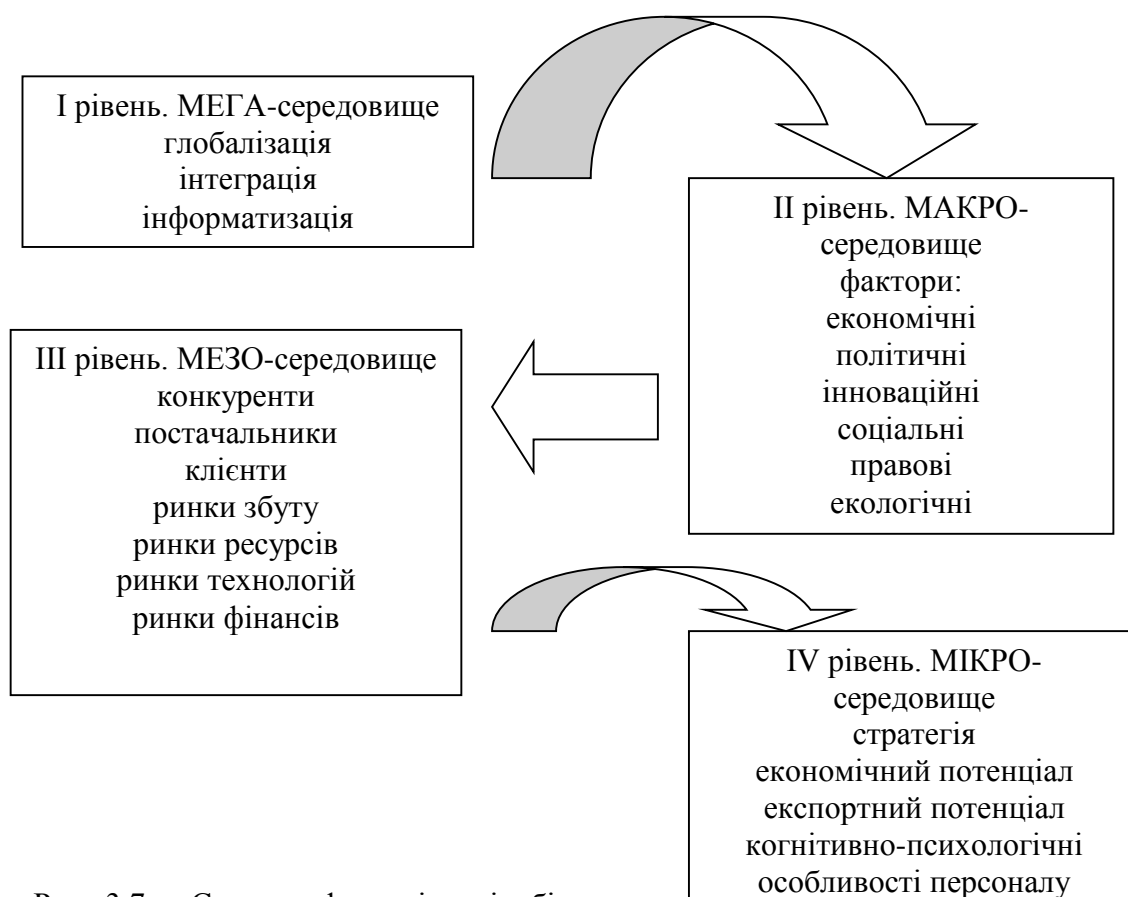 І рівень. МЕГА-середовище
глобалізація
інтеграція
інформатизація
ІІ рівень. МАКРО-
середовище
фактори:
економічні
політичні
інноваційні
соціальні
правові
екологічні
ІІІ рівень. МЕЗО-середовище
конкуренти
постачальники
клієнти
ринки збуту
ринки ресурсів
ринки технологій
ринки фінансів
IV рівень. МІКРО-
середовище
стратегія
економічний потенціал
експортний потенціал
когнітивно-психологічні
особливості персоналу